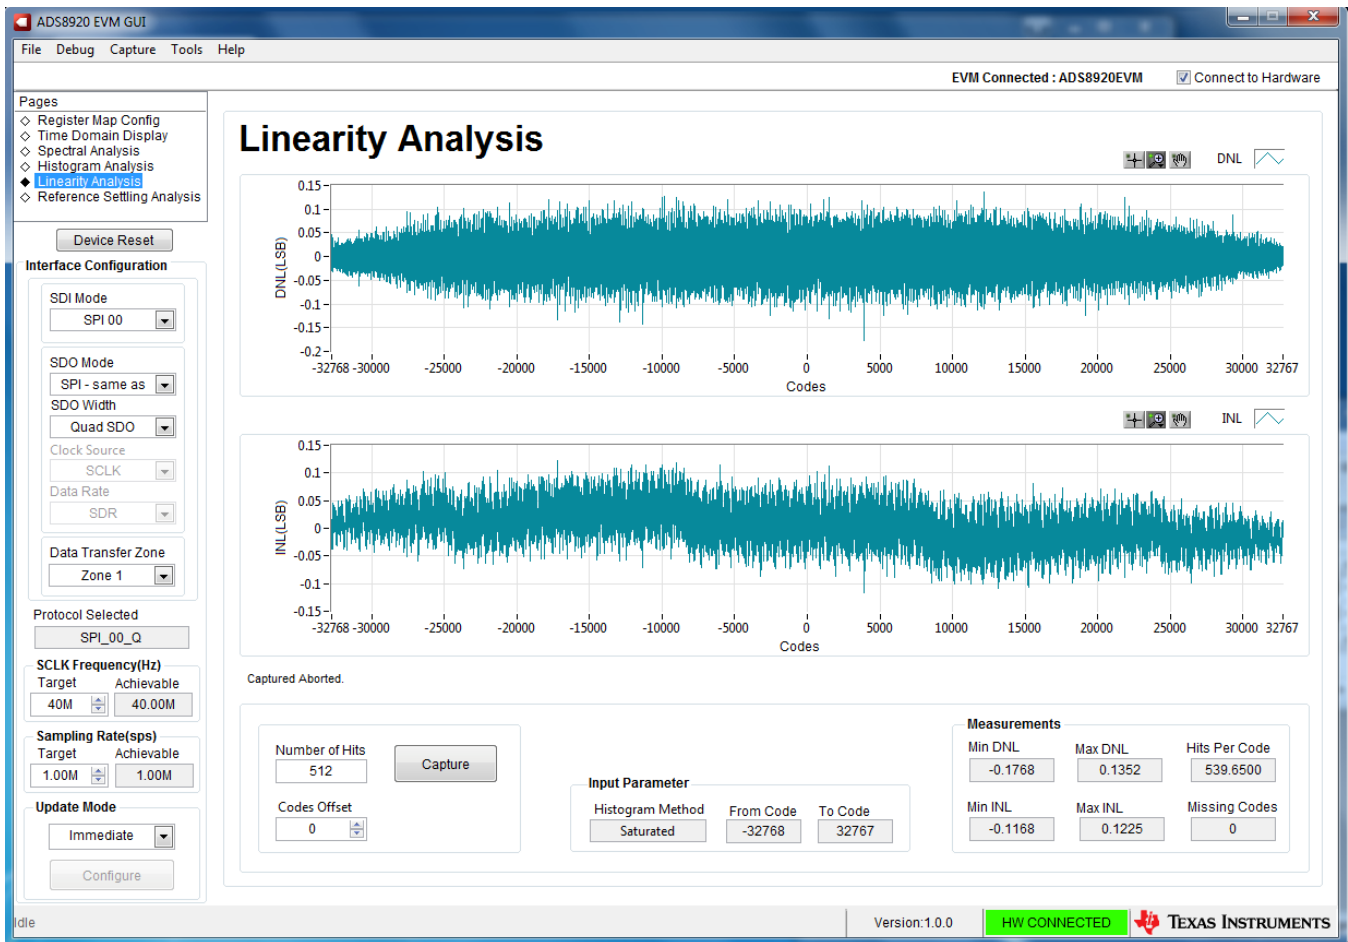 ADS8920 EVM GUI
File Debug Capture Tools Help
EVM Connected : ADS8920EVM Connect to Hardware
Pages
Register Map Config
Time Domain Display
Spectral Analysis
Histogram Analysis
Linearity Analysis
Reference Settling Analysis
Device Reset
Interface Configuration
SDI Mode
SPI 00
SDO Mode
SPI - same as
SDO Width
Quad SDO
Clock Source
SCLK
Data Rate
SDR
Data Transfer Zone
Zone 1
Protocol Selected
SPI_00_Q
SCLK Frequency(Hz)
Target Achievable
40M 40.00M
Sampling Rate(sps)
Target Achievable
1.00M 1.00M
Update Mode
Immediate
Configure
Linearity Analysis
DNL
0.15
0.1
0.05
0
-0.05
-0.1
-0.15
-0.2
DNL(LSB)
-32768 -30000 -25000 -20000 -15000 -10000 -5000 0 5000 10000 15000 20000 25000 30000 32767
Codes
INL
0.15
0.1
0.05
0
-0.05
-0.1
-0.15
INL(LSB)
-32768 -30000 -25000 -20000 -15000 -10000 -5000 0 5000 10000 15000 20000 25000 30000 32767
Codes
Captured Aborted.
Number of Hits
512
Capture
Codes Offset
0
Input Parameter
Histogram Method From Code To Code
Saturated -32768 32767
Measurements
Min DNL Max DNL Hits Per Code
-0.1768 0.1352 539.6500
Min INL Max INL Missing Codes
-0.1168 0.1225 0
Idle
Version:1.0.0 HW CONNECTED TEXAS INSTRUMENTS